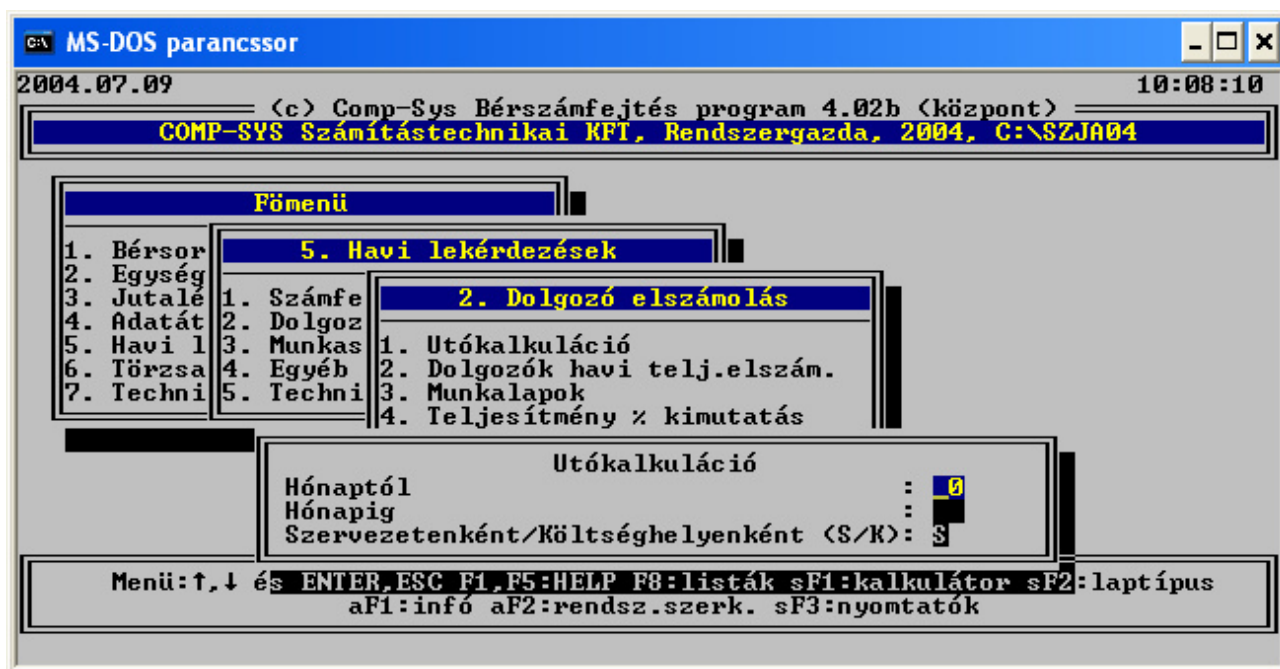 MS-DOS parancssor
2004.07.09 10:08:10
(c) Comp-Sys Bérszámfejtés program 4.02b (központ)
COMP-SYS Számítástechnikai KFT, Rendszergazda, 2004, C:\SZJA04
Fömenü
1. Bérsor
2. Egység
3. Jutalé
4. Adatát
5. Havi l
6. Törzsa
7. Techni
5. Havi lekérdezések
1. Számfe
2. Dolgoz
3. Munkas
4. Egyéb
5. Techni
2. Dolgozó elszámolás
1. Utókalkuláció
2. Dolgozók havi telj.elszám.
3. Munkalapok
4. Teljesítmény % kimutatás
Utókalkuláció
Hónaptól : _0
Hónapig :
Szervezetenként/Költséghelyenként (S/K): S
Menü:↑,↓ és ENTER,ESC F1,F5:HELP F8:listák sF1:kalkulátor sF2:laptípus
aF1:infó aF2:rendsz.szerk. sF3:nyomtatók